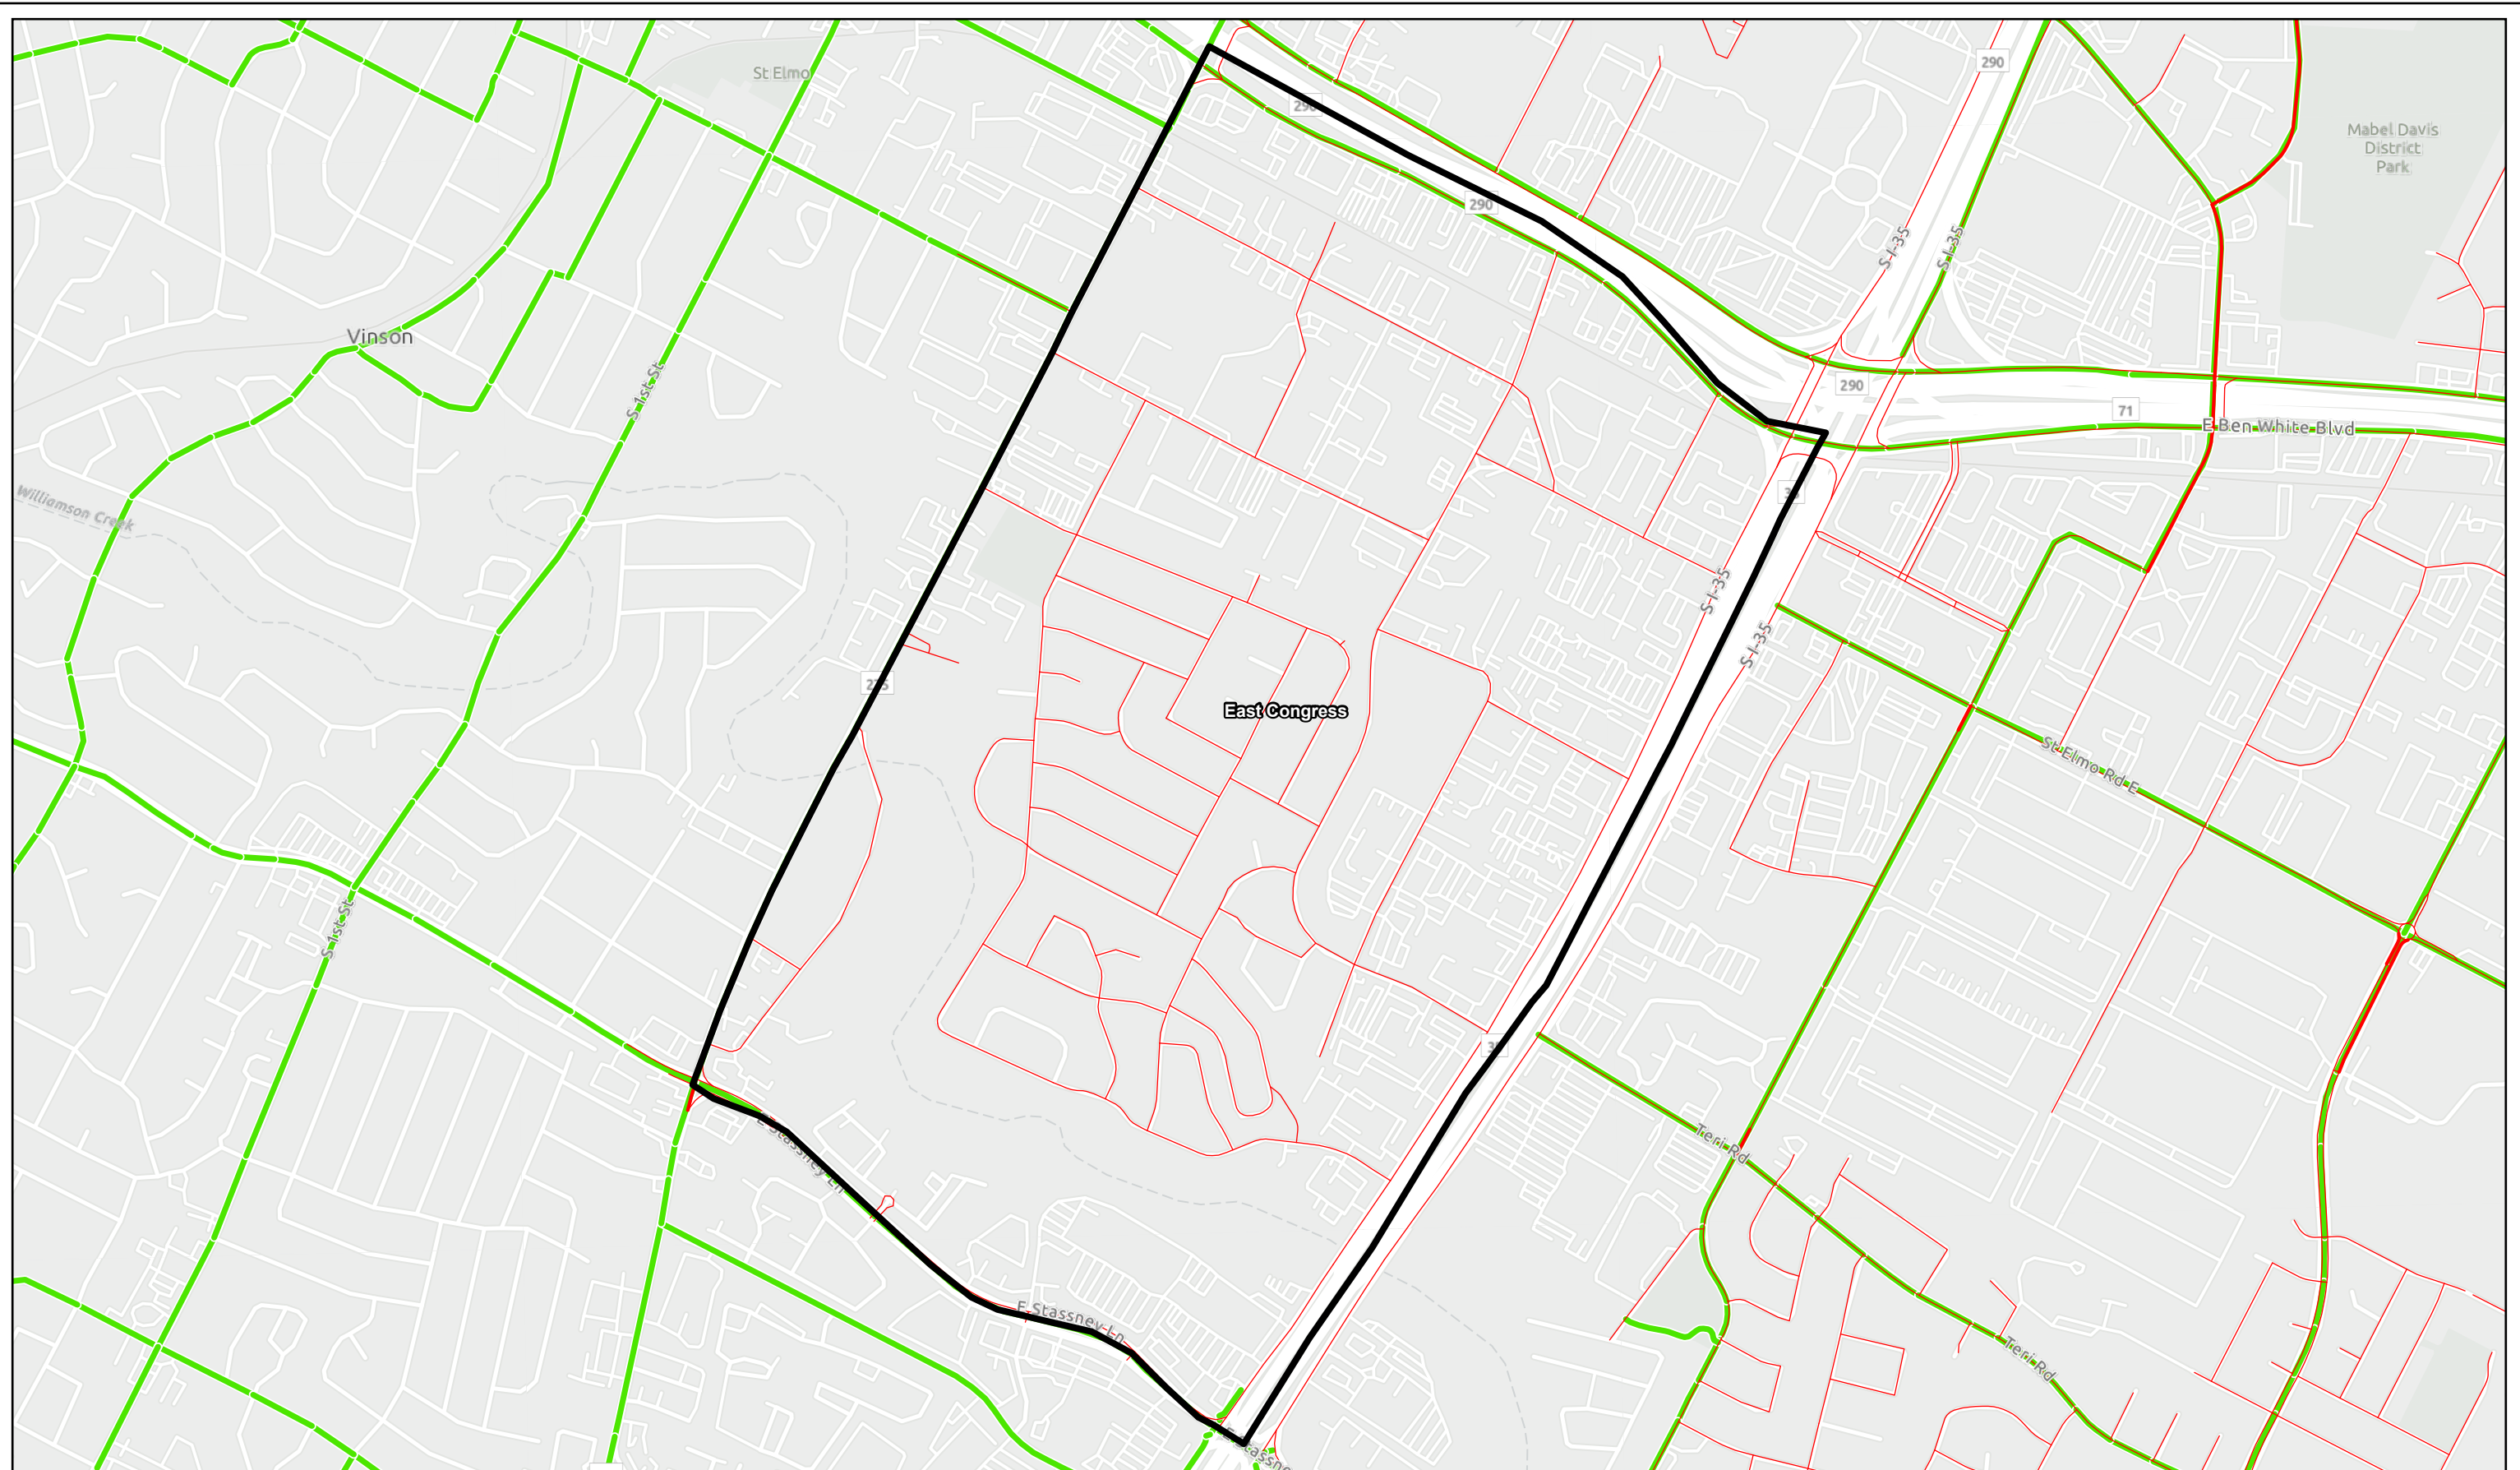 St Elmo
290
290
Mabel Davis
District
Park
290
S I-35
S I-35
Vinson
290
S 1st St
71
E Ben White Blvd
Williamson Creek
S I-35
S I-35
275
East Congress
St Elmo Rd E
S 1st St
Teri Rd
E Stassney Ln
E Stassney Ln
Teri Rd